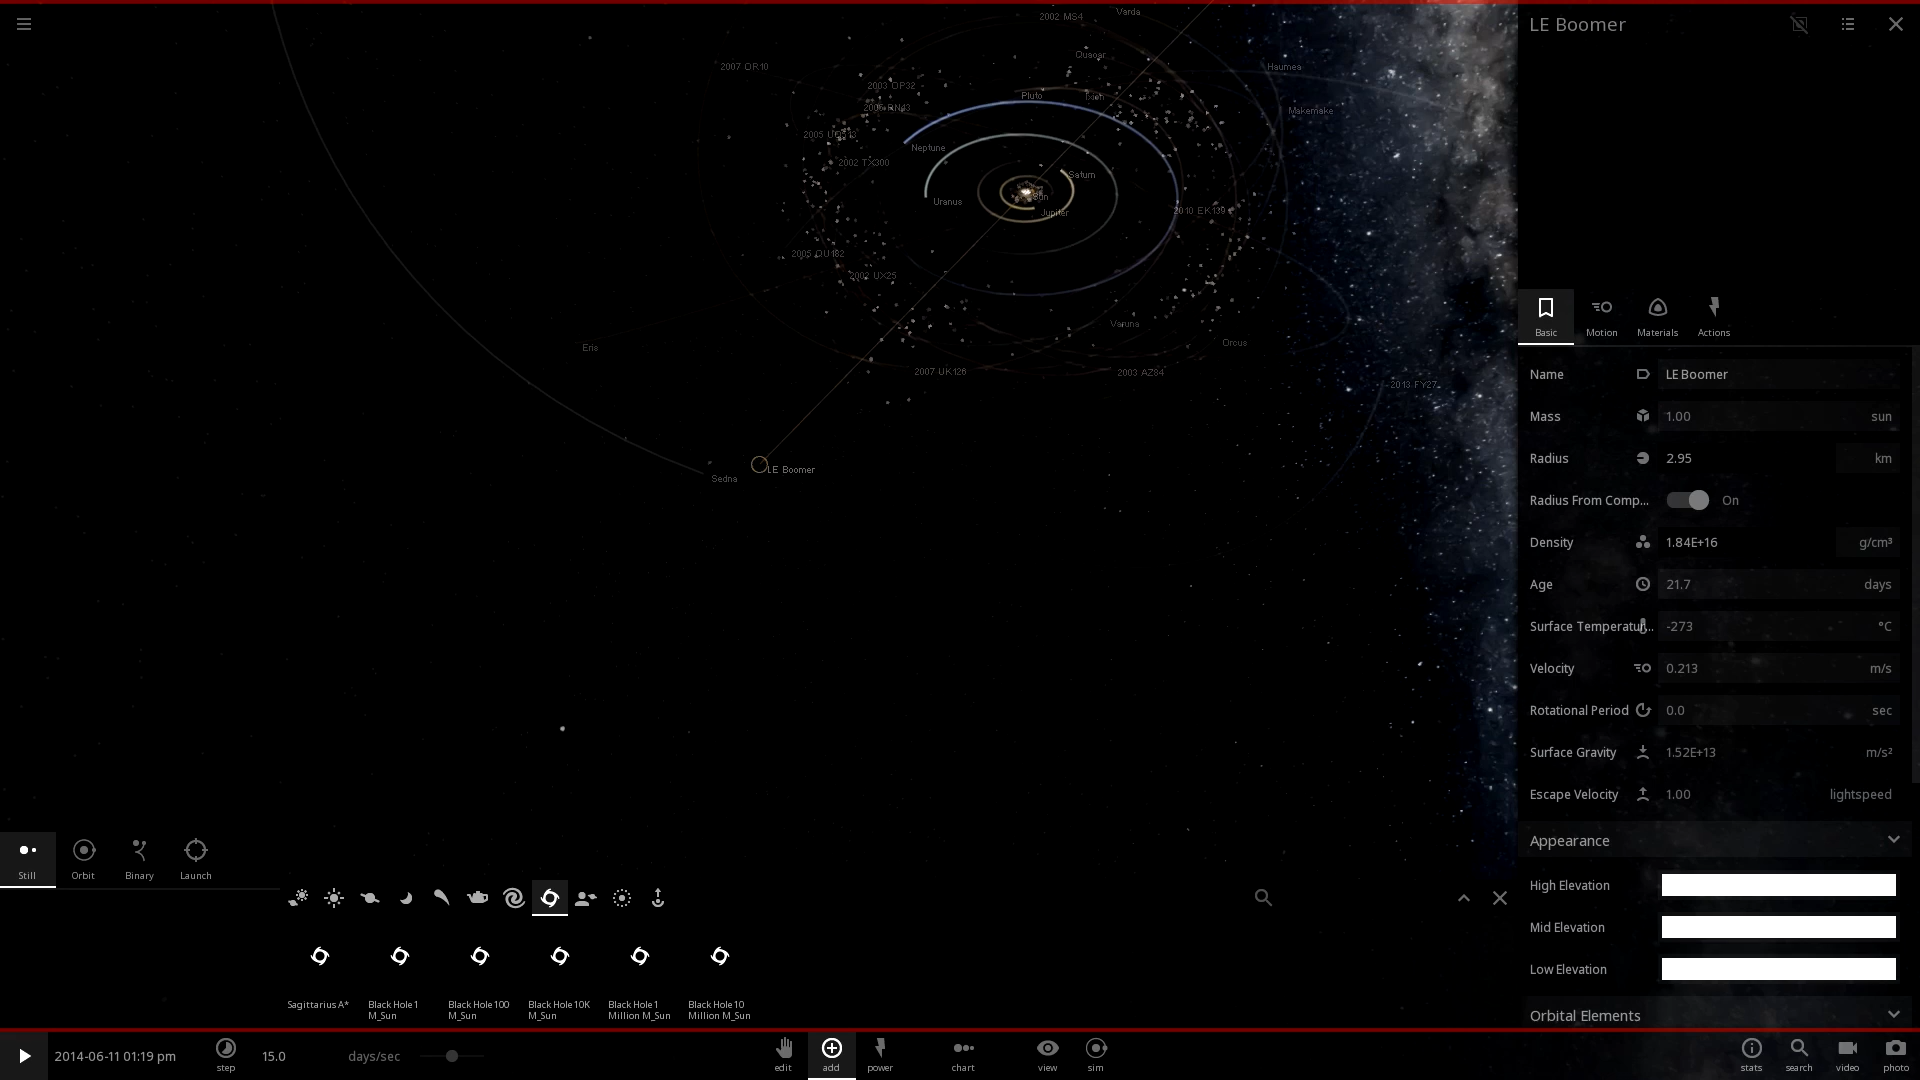 LE Boomer
2002 MS4
Varda
Quaoar
2007 OR10
Haumea
2003 OP32
Pluto
Ixion
Makemake
2005 UQ513
Neptune
2002 TX300
Saturn
Uranus
Sun
Jupiter
2010 EK139
2005 QU182
2002 UX25
Varuna
Orcus
Eris
2007 UK126
2003 AZ84
2013 FY27
LE Boomer
Sedna
Basic
Motion
Materials
Actions
Name LE Boomer
Mass 1.00 sun
Radius 2.95 km
Radius From Comp... On
Density 1.84E+16 g/cm³
Age 21.7 days
Surface Temperatur... -273 °C
Velocity 0.213 m/s
Rotational Period 0.0 sec
Surface Gravity 1.52E+13 m/s²
Escape Velocity 1.00 lightspeed
Appearance
High Elevation
Mid Elevation
Low Elevation
Orbital Elements
Still
Orbit
Binary
Launch
Sagittarius A*
Black Hole 1
M_Sun
Black Hole 100
M_Sun
Black Hole 10K
M_Sun
Black Hole 1
Million M_Sun
Black Hole 10
Million M_Sun
2014-06-11 01:19 pm
step
15.0 days/sec
edit
add
power
chart
view
sim
stats
search
video
photo